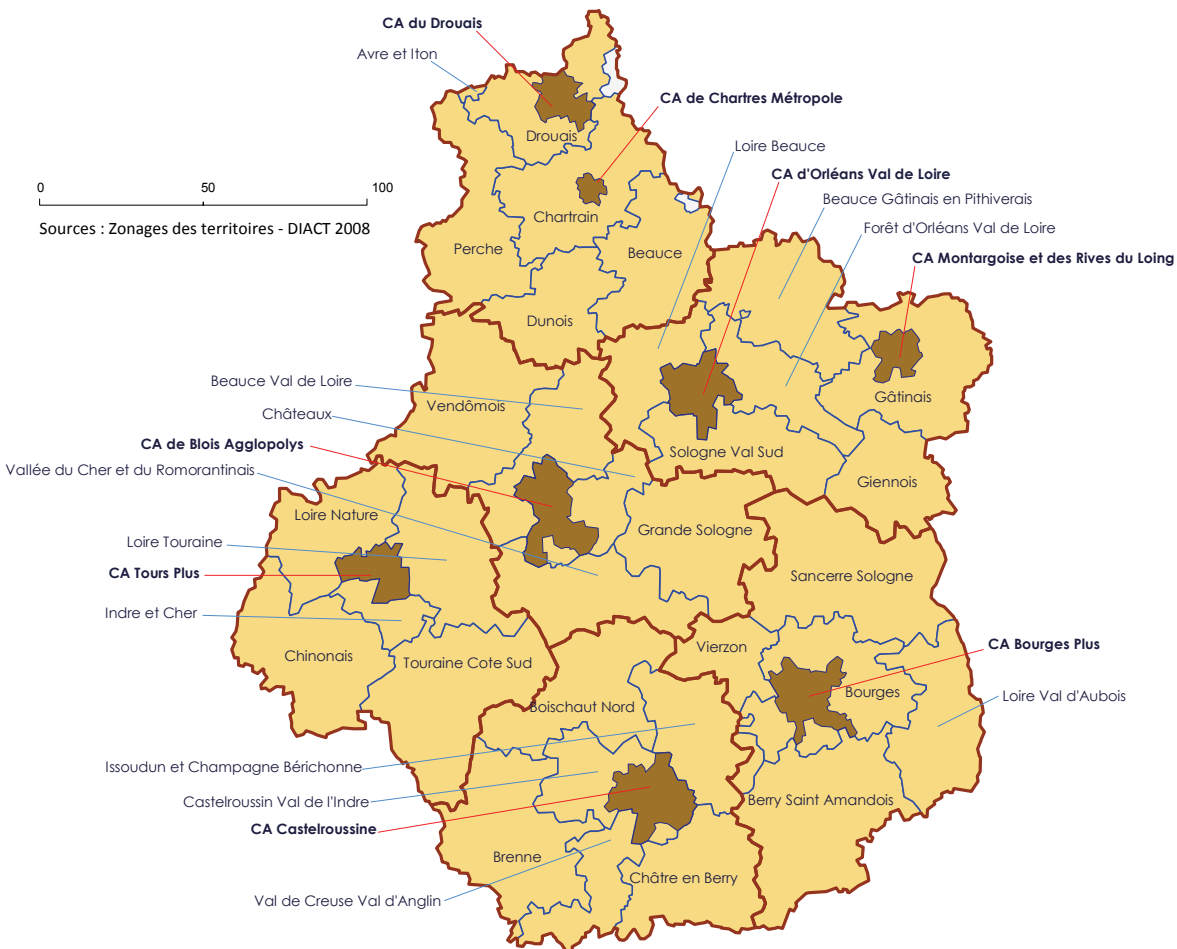 CA du Drouais
Avre et Iton
CA de Chartres Métropole
Drouais
Loire Beauce
CA d'Orléans Val de Loire
0 50 100
Beauce Gâtinais en Pithiverais
Chartrain
Forêt d'Orléans Val de Loire
Sources : Zonages des territoires - DIACT 2008
Perche
Beauce
CA Montargoise et des Rives du Loing
Dunois
Beauce Val de Loire
Vendômois
Gâtinais
Châteaux
CA de Blois Agglopolys
Sologne Val Sud
Vallée du Cher et du Romorantinais
Giennois
Loire Nature
Grande Sologne
Loire Touraine
CA Tours Plus
Sancerre Sologne
Indre et Cher
Vierzon
CA Bourges Plus
Chinonais
Touraine Cote Sud
Bourges
Loire Val d'Aubois
Boischaut Nord
Issoudun et Champagne Bérichonne
Castelroussin Val de l'Indre
Berry Saint Amandois
CA Castelroussine
Brenne
Châtre en Berry
Val de Creuse Val d'Anglin